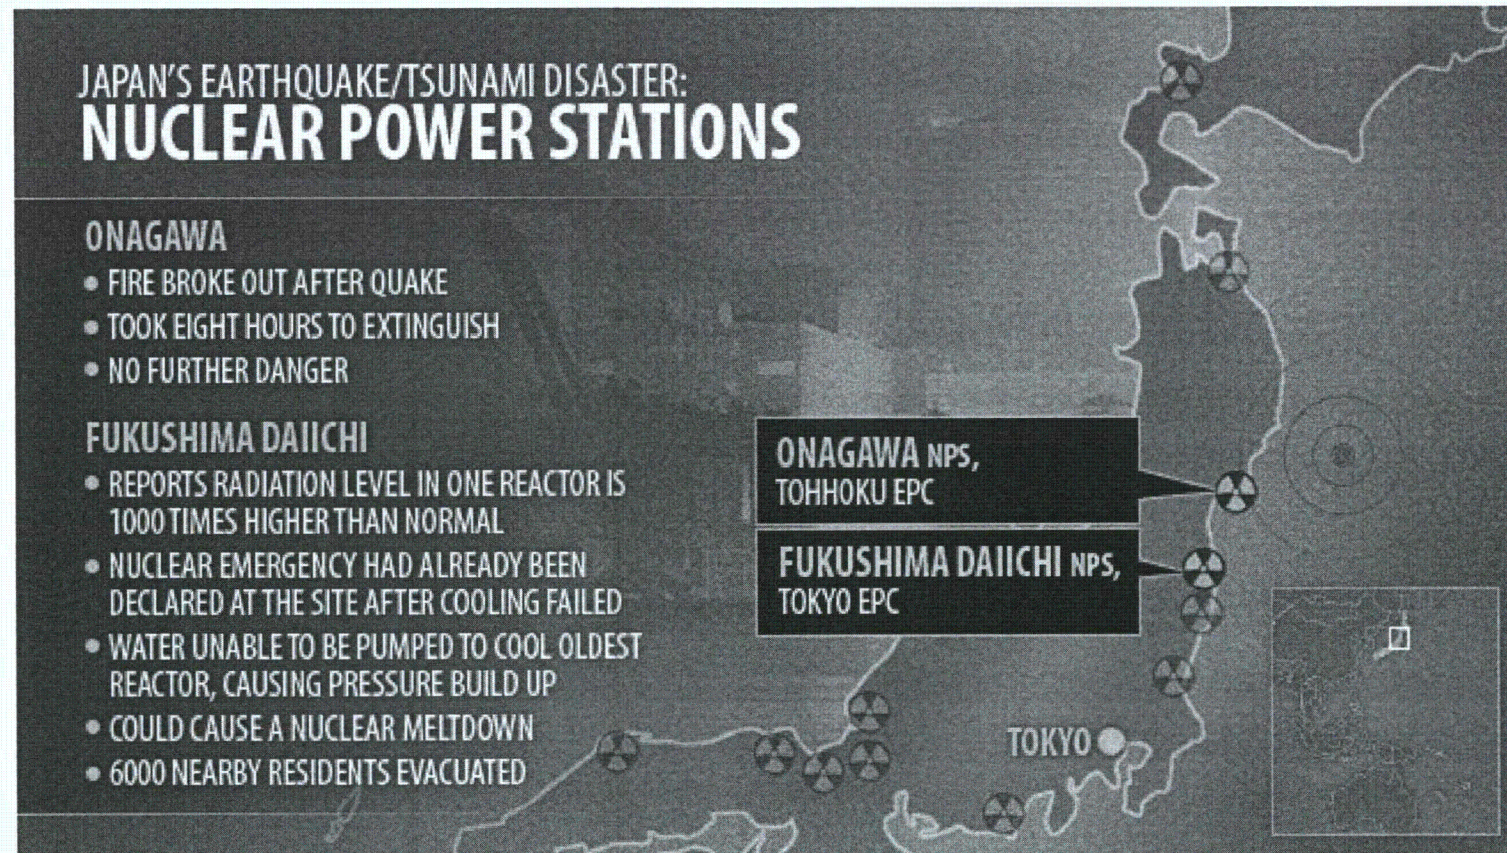 JAPAN'S EARTHQUAKE/TSUNAMI DISASTER:
NUCLEAR POWER STATIONS
ONAGAWA
• FIRE BROKE OUT AFTER QUAKE
• TOOK EIGHT HOURS TO EXTINGUISH
• NO FURTHER DANGER
FUKUSHIMA DAIICHI
• REPORTS RADIATION LEVEL IN ONE REACTOR IS
1000 TIMES HIGHER THAN NORMAL
• NUCLEAR EMERGENCY HAD ALREADY BEEN
DECLARED AT THE SITE AFTER COOLING FAILED
• WATER UNABLE TO BE PUMPED TO COOL OLDEST
REACTOR, CAUSING PRESSURE BUILD UP
• COULD CAUSE A NUCLEAR MELTDOWN
• 6000 NEARBY RESIDENTS EVACUATED
ONAGAWA NPS,
TOHHOKU EPC
FUKUSHIMA DAIICHI NPS,
TOKYO EPC
TOKYO